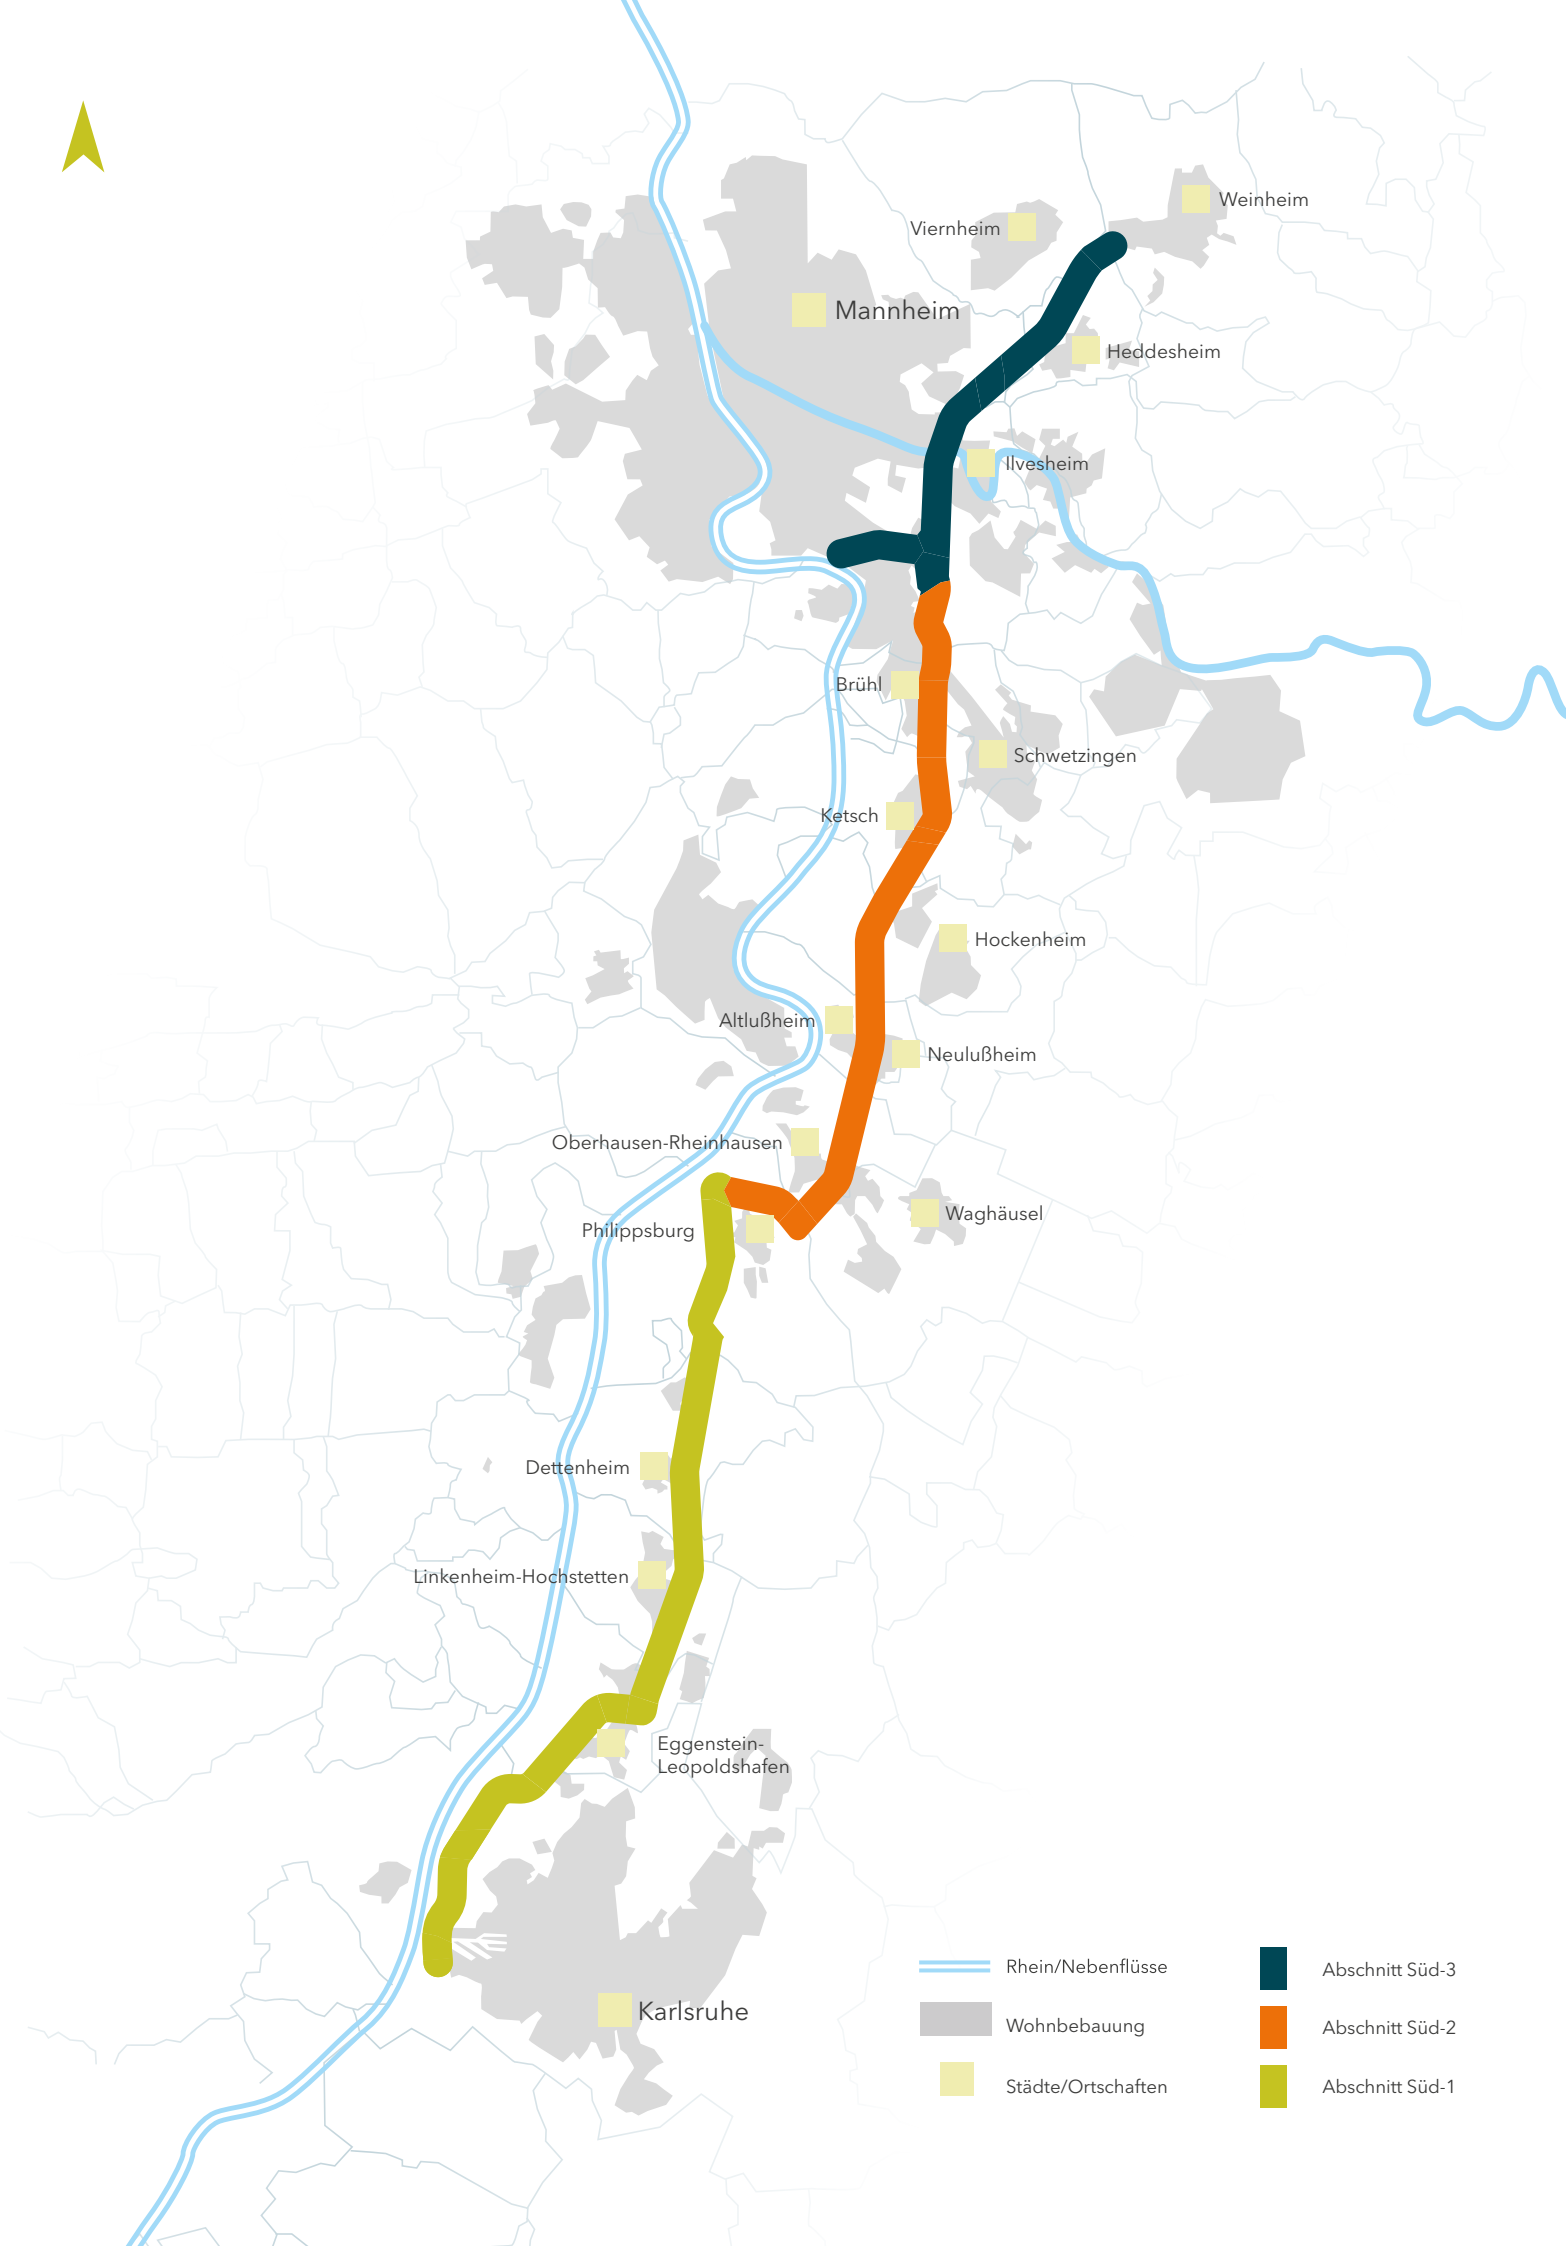 Weinheim
Viernheim
Mannheim
Heddesheim
Ilvesheim
Brühl
Schwetzingen
Ketsch
Hockenheim
Altlußheim
Neulußheim
Oberhausen-Rheinhausen
Waghäusel
Philippsburg
Dettenheim
Linkenheim-Hochstetten
Eggenstein-
Leopoldshafen
Karlsruhe
Rhein/Nebenflüsse
Wohnbebauung
Städte/Ortschaften
Abschnitt Süd-3
Abschnitt Süd-2
Abschnitt Süd-1